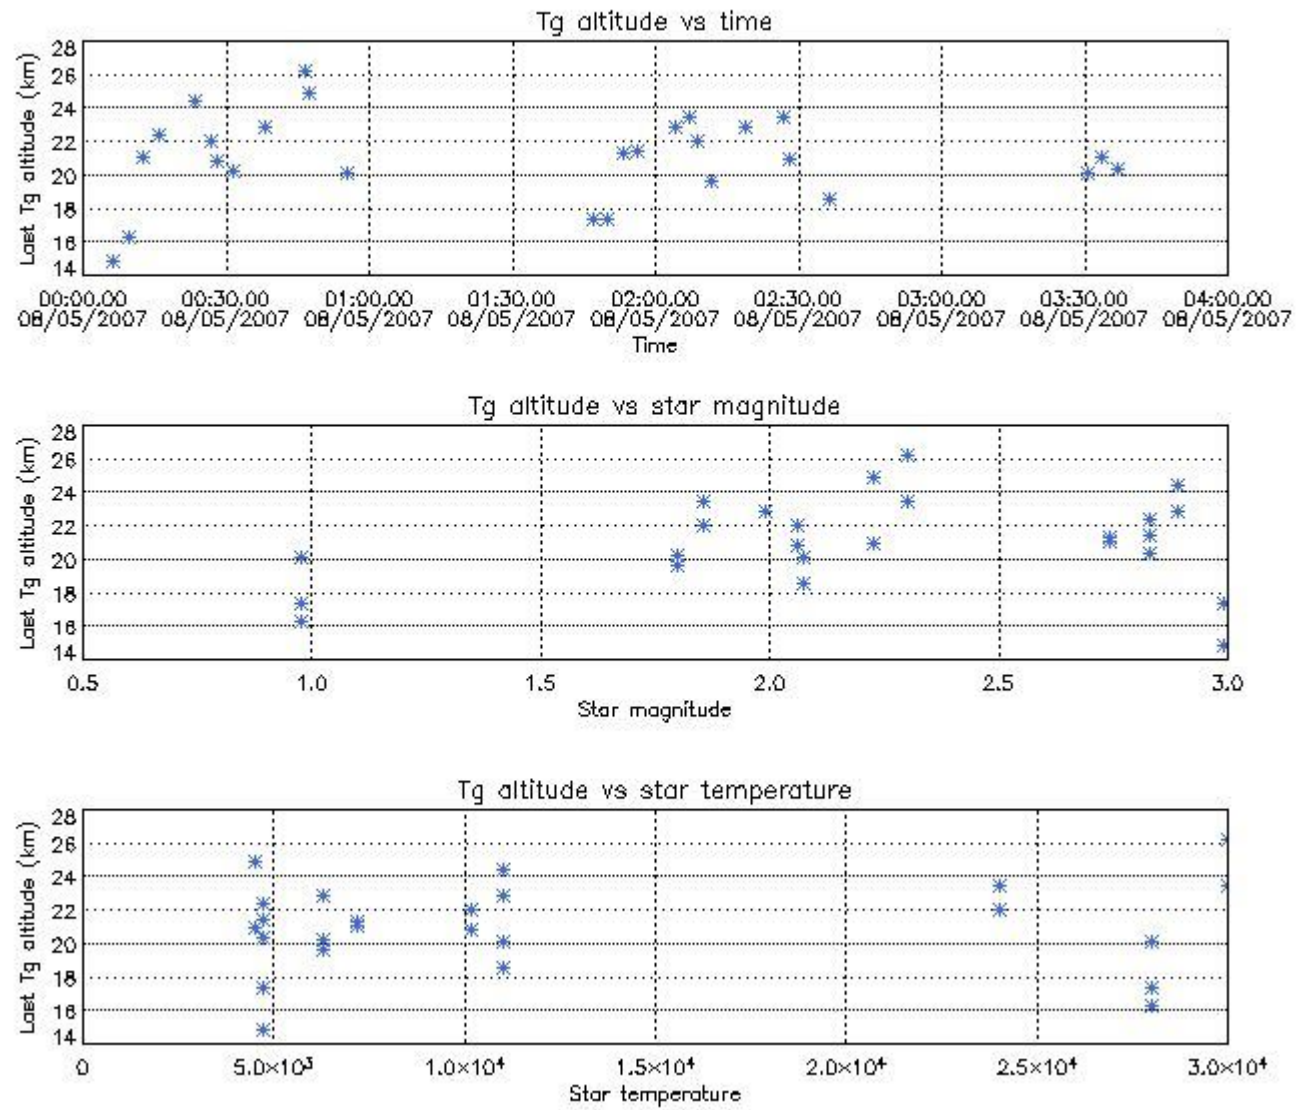 Tg altitude vs time
Last Tg altitude (km)
28
26
24
22
20
18
16
14
00:00.00 00:30.00 01:00.00 01:30.00 02:00.00 02:30.00 03:00.00 03:30.00 04:00.00
08/05/2007 08/05/2007 08/05/2007 08/05/2007 08/05/2007 08/05/2007 08/05/2007 08/05/2007 08/05/2007
Time
Tg altitude vs star magnitude
Last Tg altitude (km)
28
26
24
22
20
18
16
14
0.5 1.0 1.5 2.0 2.5 3.0
Star magnitude
Tg altitude vs star temperature
Last Tg altitude (km)
28
26
24
22
20
18
16
14
0 5.0×10³ 1.0×10⁴ 1.5×10⁴ 2.0×10⁴ 2.5×10⁴ 3.0×10⁴
Star temperature